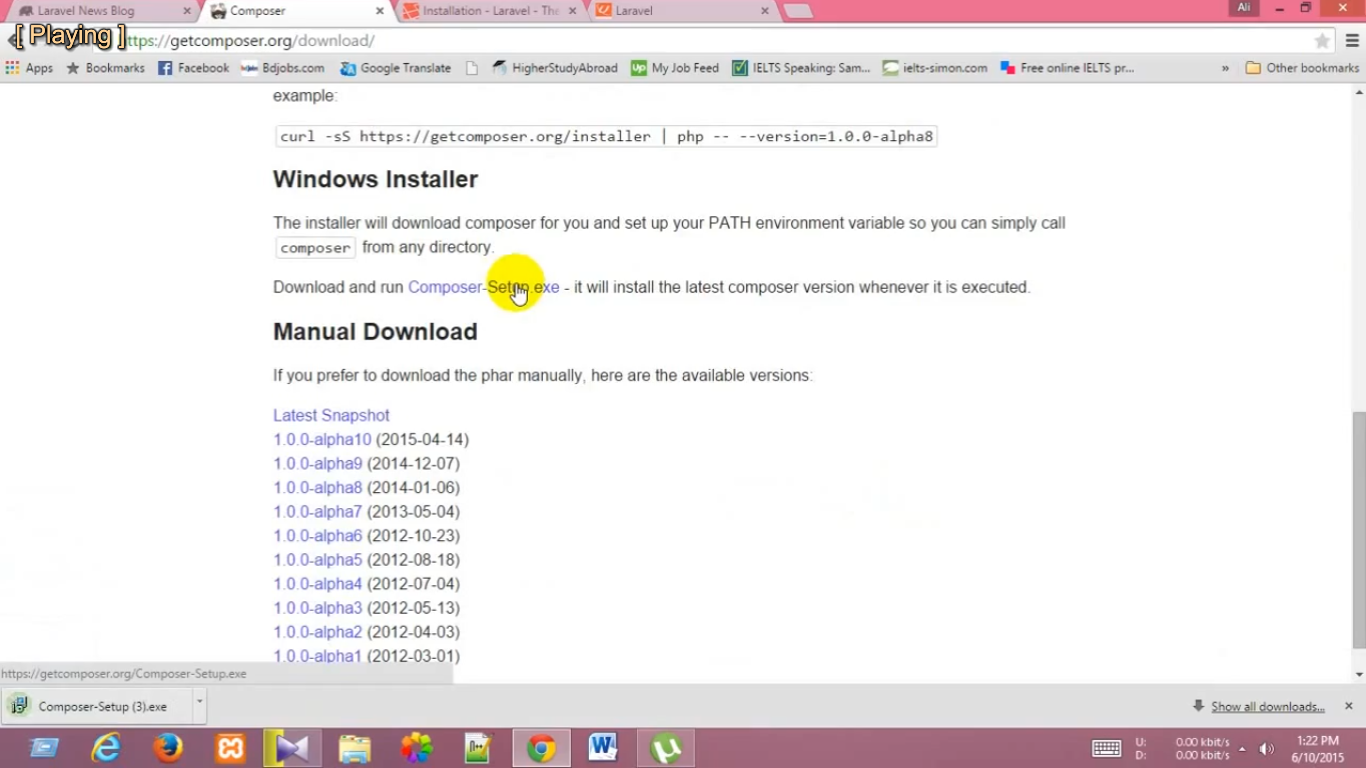 Laravel News Blog
Composer
Installation - Laravel - The
Laravel
Ali
[ Playing ]
ttps://getcomposer.org/download/
Apps
Bookmarks
Facebook
Bdjobs.com
Google Translate
HigherStudyAbroad
My Job Feed
IELTS Speaking: Sam...
ielts-simon.com
Free online IELTS pr...
»
Other bookmarks
example:
curl -sS https://getcomposer.org/installer | php -- --version=1.0.0-alpha8
Windows Installer
The installer will download composer for you and set up your PATH environment variable so you can simply call
composer from any directory.
Download and run Composer-Setup.exe - it will install the latest composer version whenever it is executed.
Manual Download
If you prefer to download the phar manually, here are the available versions:
Latest Snapshot
1.0.0-alpha10 (2015-04-14)
1.0.0-alpha9 (2014-12-07)
1.0.0-alpha8 (2014-01-06)
1.0.0-alpha7 (2013-05-04)
1.0.0-alpha6 (2012-10-23)
1.0.0-alpha5 (2012-08-18)
1.0.0-alpha4 (2012-07-04)
1.0.0-alpha3 (2012-05-13)
1.0.0-alpha2 (2012-04-03)
1.0.0-alpha1 (2012-03-01)
https://getcomposer.org/Composer-Setup.exe
Composer-Setup (3).exe
Show all downloads...
U: 0.00 kbit/s
D: 0.00 kbit/s
1:22 PM
6/10/2015